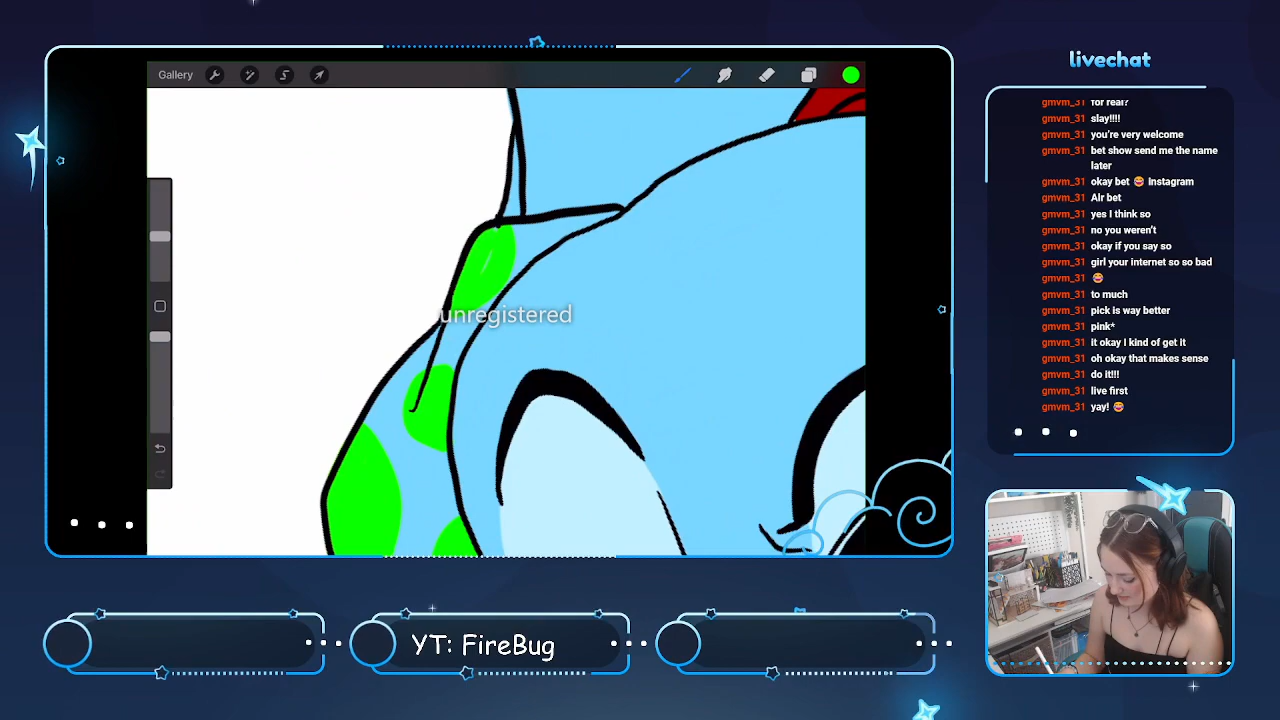 Gallery
unregistered
livechat
gmvm_31 for real?
gmvm_31 slay!!!!
gmvm_31 you're very welcome
gmvm_31 bet show send me the name
later
gmvm_31 okay bet 😝 Instagram
gmvm_31 Alr bet
gmvm_31 yes I think so
gmvm_31 no you weren't
gmvm_31 okay if you say so
gmvm_31 girl your internet so so bad
gmvm_31 😝
gmvm_31 to much
gmvm_31 pick is way better
gmvm_31 pink*
gmvm_31 it okay I kind of get it
gmvm_31 oh okay that makes sense
gmvm_31 do it!!!
gmvm_31 live first
gmvm_31 yay! 😝
YT: FireBug